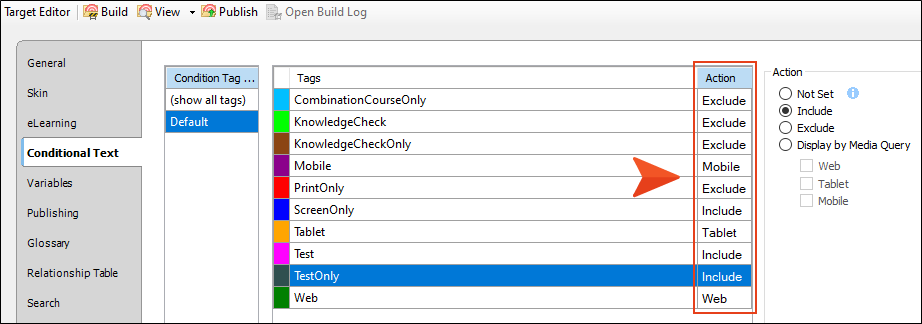 Target Editor Build View Publish Open Build Log
General
Skin
eLearning
Conditional Text
Variables
Publishing
Glossary
Relationship Table
Search
Condition Tag ...
(show all tags)
Default
Tags Action
CombinationCourseOnly Exclude
KnowledgeCheck Exclude
KnowledgeCheckOnly Exclude
Mobile Mobile
PrintOnly Exclude
ScreenOnly Include
Tablet Tablet
Test Include
TestOnly Include
Web Web
Action
Not Set
Include
Exclude
Display by Media Query
Web
Tablet
Mobile